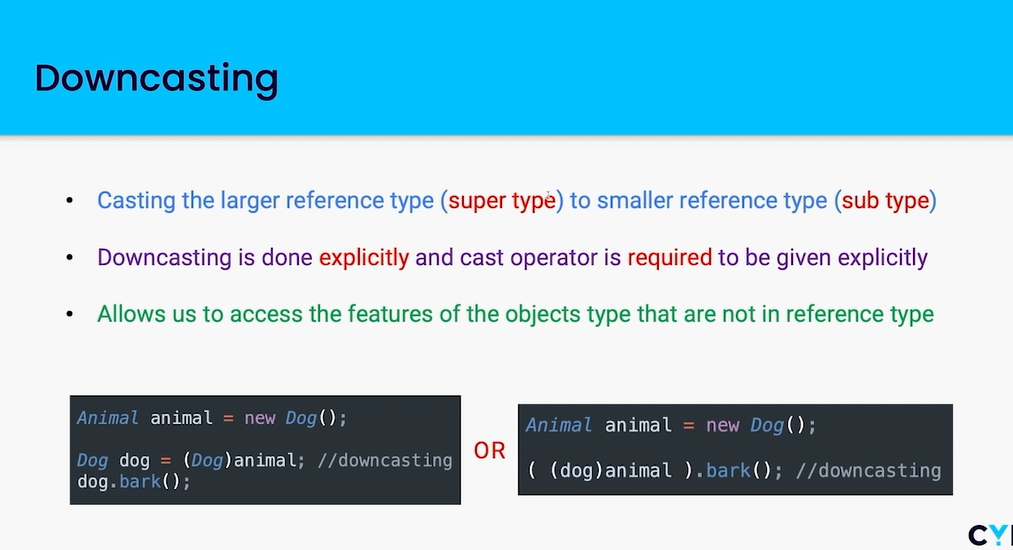 Downcasting
• Casting the larger reference type (super type) to smaller reference type (sub type)
• Downcasting is done explicitly and cast operator is required to be given explicitly
• Allows us to access the features of the objects type that are not in reference type
Animal animal = new Dog();
Dog dog = (Dog)animal; //downcasting
dog.bark();
OR
Animal animal = new Dog();
( (dog)animal ).bark(); //downcasting
CY